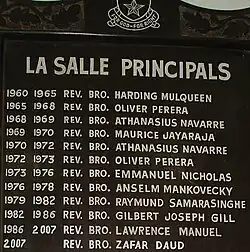 LA SALLE PRINCIPALS
1960 1965 REV. BRO. HARDING MULQUEEN
1965 1968 REV. BRO. OLIVER PERERA
1968 1969 REV. BRO. ATHANASIUS NAVARRE
1969 1970 REV. BRO. MAURICE JAYARAJA
1970 1972 REV. BRO. ATHANASIUS NAVARRE
1972 1973 REV. BRO. OLIVER PERERA
1973 1976 REV. BRO. EMMANUEL NICHOLAS
1976 1978 REV. BRO. ANSELM MANKOVECKY
1979 1982 REV. BRO. RAYMUND SAMARASINGHE
1982 1986 REV. BRO. GILBERT JOSEPH GILL
1986 2007 REV. BRO. LAWRENCE MANUEL
2007 REV. BRO. ZAFAR DAUD